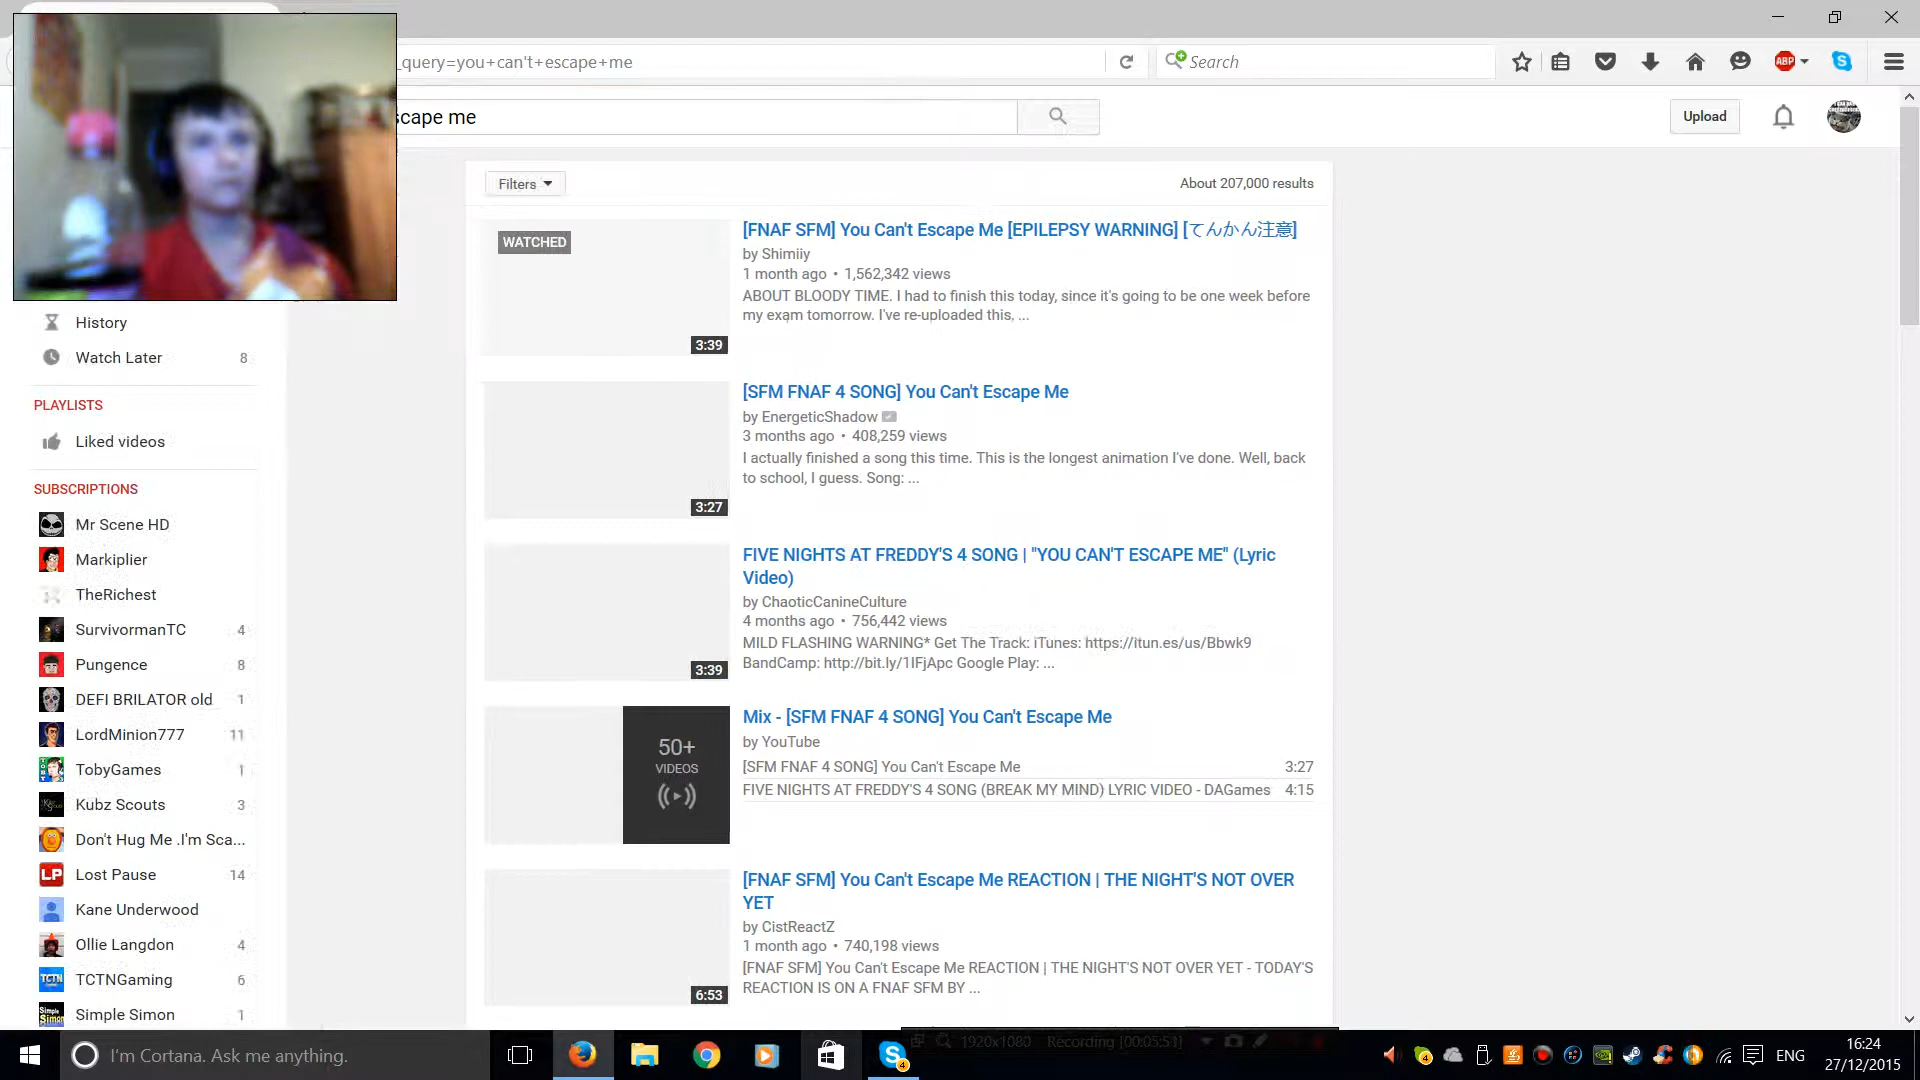 _query=you+can't+escape+me
Search
ABP
scape me
Upload
Filters
About 207,000 results
WATCHED
3:39
[FNAF SFM] You Can't Escape Me [EPILEPSY WARNING] [てんかん注意]
by Shimiiy
1 month ago • 1,562,342 views
ABOUT BLOODY TIME. I had to finish this today, since it's going to be one week before
my exam tomorrow. I've re-uploaded this, ...
3:27
[SFM FNAF 4 SONG] You Can't Escape Me
by EnergeticShadow
3 months ago • 408,259 views
I actually finished a song this time. This is the longest animation I've done. Well, back
to school, I guess. Song: ...
3:39
FIVE NIGHTS AT FREDDY'S 4 SONG | "YOU CAN'T ESCAPE ME" (Lyric
Video)
by ChaoticCanineCulture
4 months ago • 756,442 views
MILD FLASHING WARNING* Get The Track: iTunes: https://itun.es/us/Bbwk9
BandCamp: http://bit.ly/1IFjApc Google Play: ...
50+
VIDEOS
Mix - [SFM FNAF 4 SONG] You Can't Escape Me
by YouTube
[SFM FNAF 4 SONG] You Can't Escape Me 3:27
FIVE NIGHTS AT FREDDY'S 4 SONG (BREAK MY MIND) LYRIC VIDEO - DAGames 4:15
6:53
[FNAF SFM] You Can't Escape Me REACTION | THE NIGHT'S NOT OVER
YET
by CistReactZ
1 month ago • 740,198 views
[FNAF SFM] You Can't Escape Me REACTION | THE NIGHT'S NOT OVER YET - TODAY'S
REACTION IS ON A FNAF SFM BY ...
History
Watch Later 8
PLAYLISTS
Liked videos
SUBSCRIPTIONS
Mr Scene HD
Markiplier
TheRichest
SurvivormanTC 4
Pungence 8
DEFI BRILATOR old 1
LordMinion777 11
TobyGames 1
Kubz Scouts 3
Don't Hug Me .I'm Sca...
LP Lost Pause 14
Kane Underwood
Ollie Langdon 4
TCTN TCTNGaming 6
Simple Simon Simple Simon 1
I'm Cortana. Ask me anything.
4
1920x1080 Recording [00:05:51]
4
ENG
16:24
27/12/2015